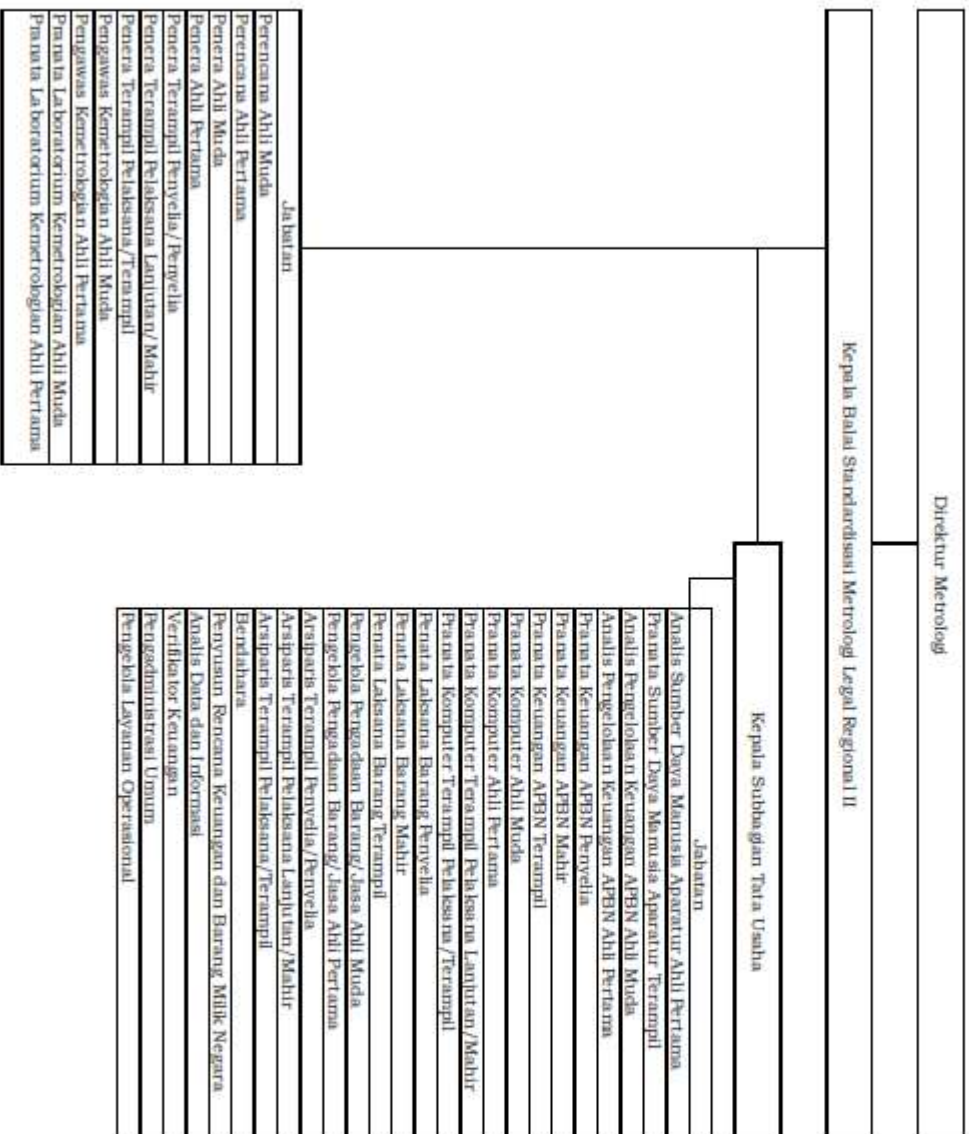 Direktur Metrologi
Kepala Balai Standardisasi Metrologi Legal Regional II
Kepala Subbagian Tata Usaha
Jabatan
Perencana Ahli Muda
Perencana Ahli Pertama
Penera Ahli Muda
Penera Ahli Pertama
Penera Terampil Penyelia/Penyelia
Penera Terampil Pelaksana Lanjutan/Mahir
Penera Terampil Pelaksana/Terampil
Pengawas Kemetrologian Ahli Muda
Pengawas Kemetrologian Ahli Pertama
Pranata Laboratorium Kemetrologian Ahli Muda
Pranata Laboratorium Kemetrologian Ahli Pertama
Jabatan
Analis Sumber Daya Manusia Aparatur Ahli Pertama
Pranata Sumber Daya Manusia Aparatur Terampil
Analis Pengelolaan Keuangan APBN Ahli Muda
Analis Pengelolaan Keuangan APBN Ahli Pertama
Pranata Keuangan APBN Penyelia
Pranata Keuangan APBN Mahir
Pranata Keuangan APBN Terampil
Pranata Komputer Ahli Muda
Pranata Komputer Ahli Pertama
Pranata Komputer Terampil Pelaksana Lanjutan/Mahir
Pranata Komputer Terampil Pelaksana/Terampil
Penata Laksana Barang Penyelia
Penata Laksana Barang Mahir
Penata Laksana Barang Terampil
Pengelola Pengadaan Barang/Jasa Ahli Muda
Pengelola Pengadaan Barang/Jasa Ahli Pertama
Arsiparis Terampil Penyelia/Penyelia
Arsiparis Terampil Pelaksana Lanjutan/Mahir
Arsiparis Terampil Pelaksana/Terampil
Bendahara
Penyusun Rencana Keuangan dan Barang Milik Negara
Analis Data dan Informasi
Verifikator Keuangan
Pengadministrasi Umum
Pengelola Layanan Operasional